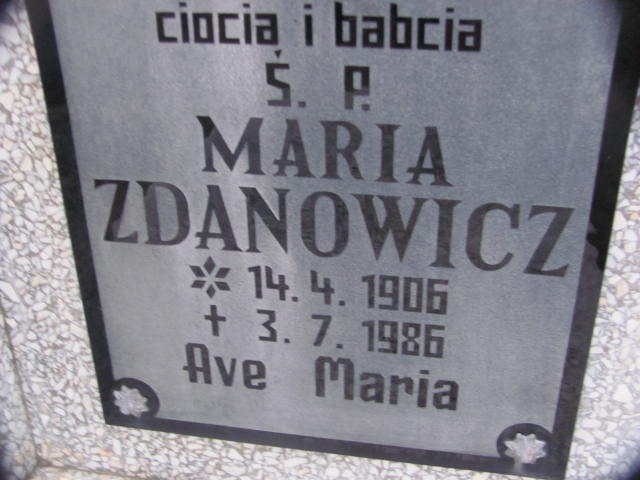 ciocia i babcia
Ś. P.
MARIA
ZDANOWICZ
* 14. 4. 1906
† 3. 7. 1986
Ave Maria